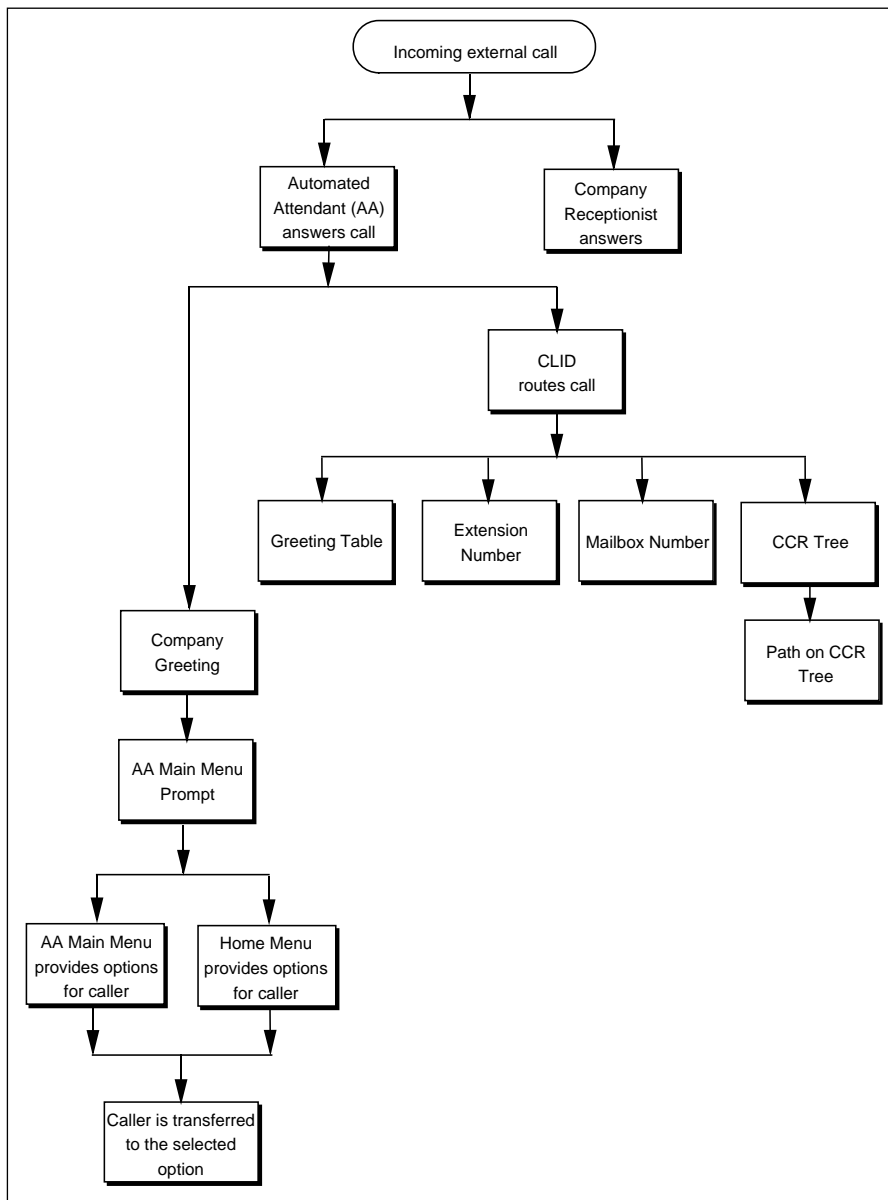 Incoming external call
Automated
Attendant (AA)
answers call
Company
Receptionist
answers
CLID
routes call
Greeting Table
Extension
Number
Mailbox Number
CCR Tree
Path on CCR
Tree
Company
Greeting
AA Main Menu
Prompt
AA Main Menu
provides options
for caller
Home Menu
provides options
for caller
Caller is transferred
to the selected
option